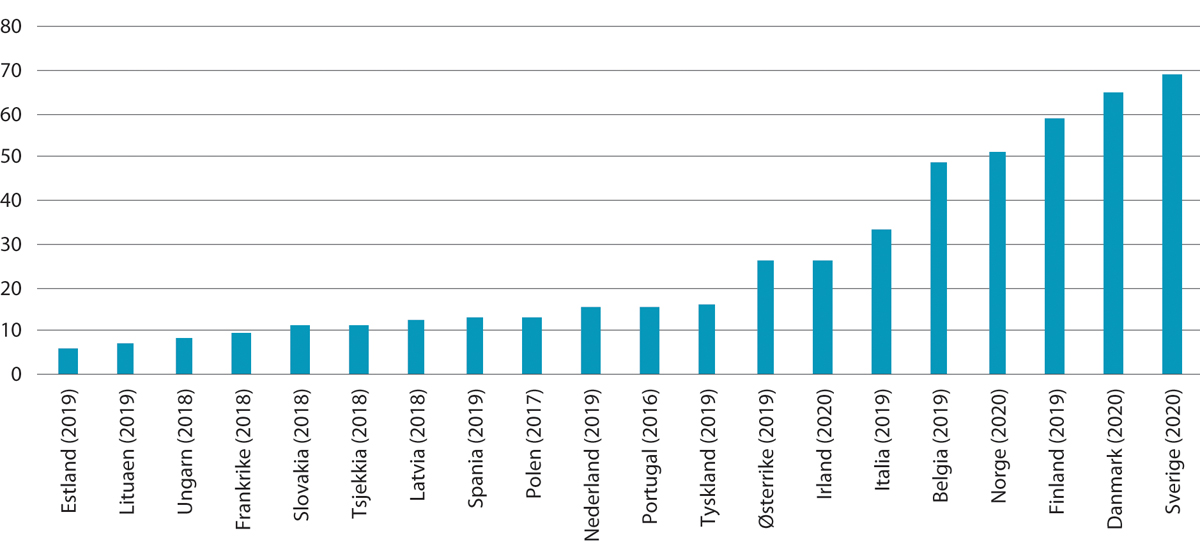 80
70
60
50
40
30
20
10
0
Estland (2019)
Lituaen (2019)
Ungarn (2018)
Frankrike (2018)
Slovakia (2018)
Tsjekkia (2018)
Latvia (2018)
Spania (2019)
Polen (2017)
Nederland (2019)
Portugal (2016)
Tyskland (2019)
Østerrike (2019)
Irland (2020)
Italia (2019)
Belgia (2019)
Norge (2020)
Finland (2019)
Danmark (2020)
Sverige (2020)